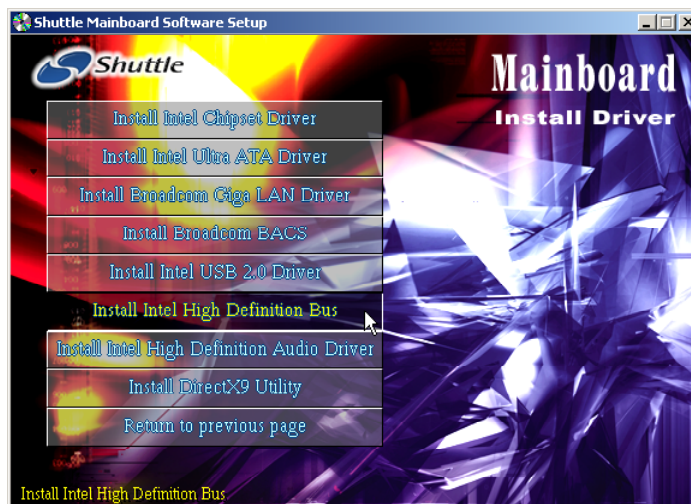 Shuttle Mainboard Software Setup
Shuttle
Mainboard
Install Driver
Install Intel Chipset Driver
Install Intel Ultra ATA Driver
Install Broadcom Giga LAN Driver
Install Broadcom BACS
Install Intel USB 2.0 Driver
Install Intel High Definition Bus
Install Intel High Definition Audio Driver
Install DirectX9 Utility
Return to previous page
Install Intel High Definition Bus